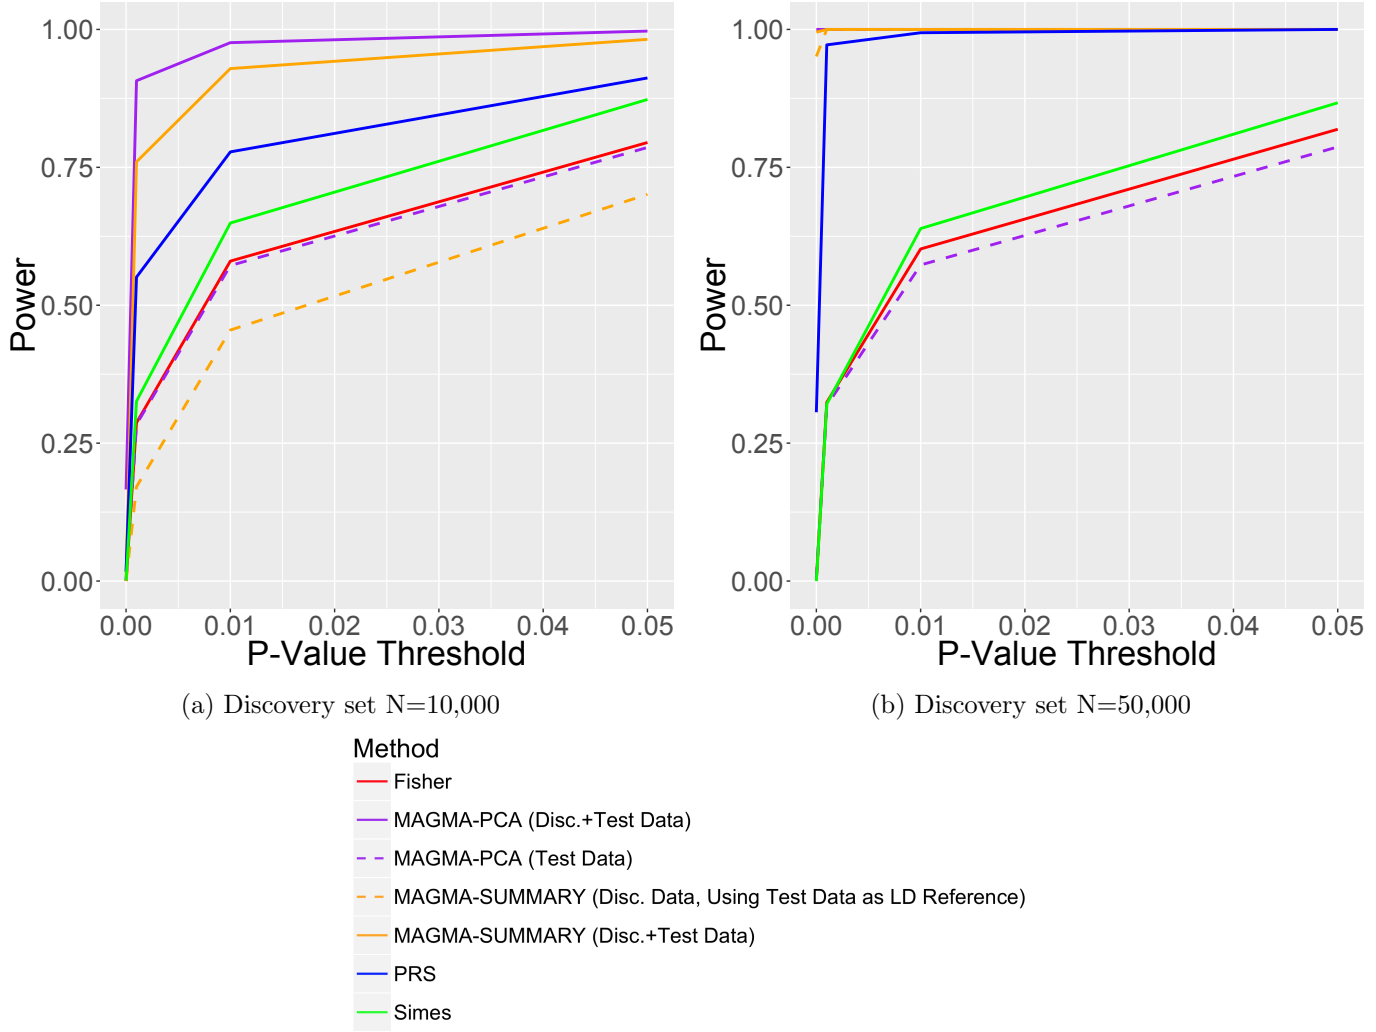 1.00
0.75
0.50
0.25
0.00
Power
0.00 0.01 0.02 0.03 0.04 0.05
P-Value Threshold
(a) Discovery set N=10,000
1.00
0.75
0.50
0.25
0.00
Power
0.00 0.01 0.02 0.03 0.04 0.05
P-Value Threshold
(b) Discovery set N=50,000
Method
Fisher
MAGMA-PCA (Disc.+Test Data)
MAGMA-PCA (Test Data)
MAGMA-SUMMARY (Disc. Data, Using Test Data as LD Reference)
MAGMA-SUMMARY (Disc.+Test Data)
PRS
Simes